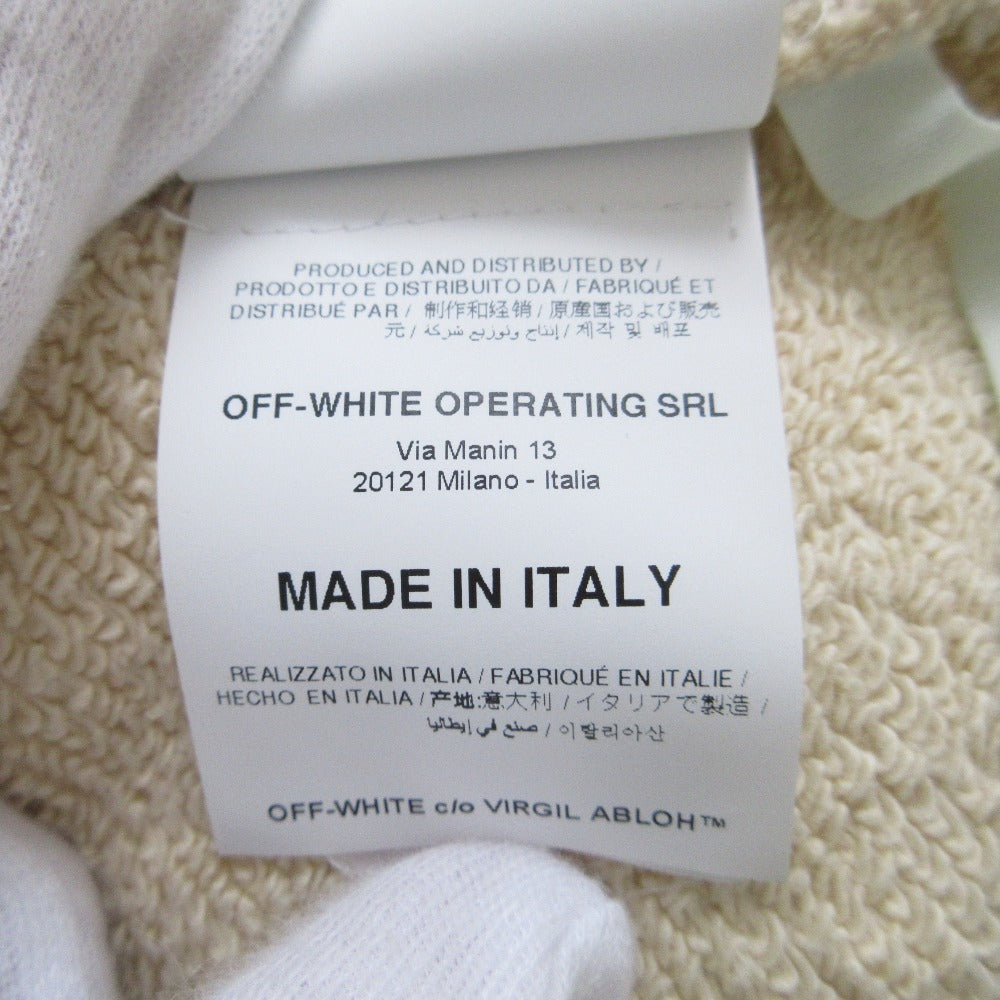 PRODUCED AND DISTRIBUTED BY /
PRODOTTO E DISTRIBUITO DA / FABRIQUÉ ET
DISTRIBUÉ PAR / 制作和经销 / 原産国および販売
元 / إنتاج وتوزيع شركة / 제작 및 배포
OFF-WHITE OPERATING SRL
Via Manin 13
20121 Milano - Italia
MADE IN ITALY
REALIZZATO IN ITALIA / FABRIQUÉ EN ITALIE /
HECHO EN ITALIA / 产地:意大利 / イタリアで製造 /
صنع في إيطاليا / 이탈리아산
OFF-WHITE c/o VIRGIL ABLOH™